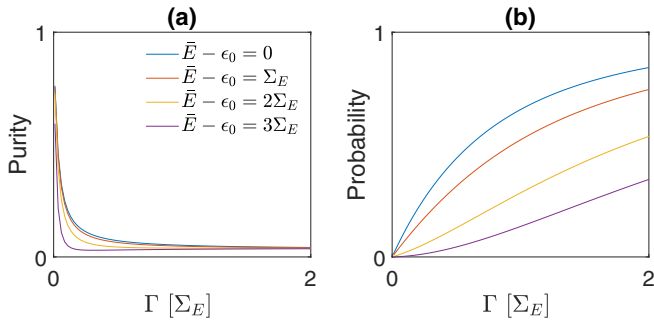 (a)
1
Purity
0
0
2
Γ [Σ_E]
Ē − ϵ₀ = 0
Ē − ϵ₀ = Σ_E
Ē − ϵ₀ = 2Σ_E
Ē − ϵ₀ = 3Σ_E
(b)
1
Probability
0
0
2
Γ [Σ_E]